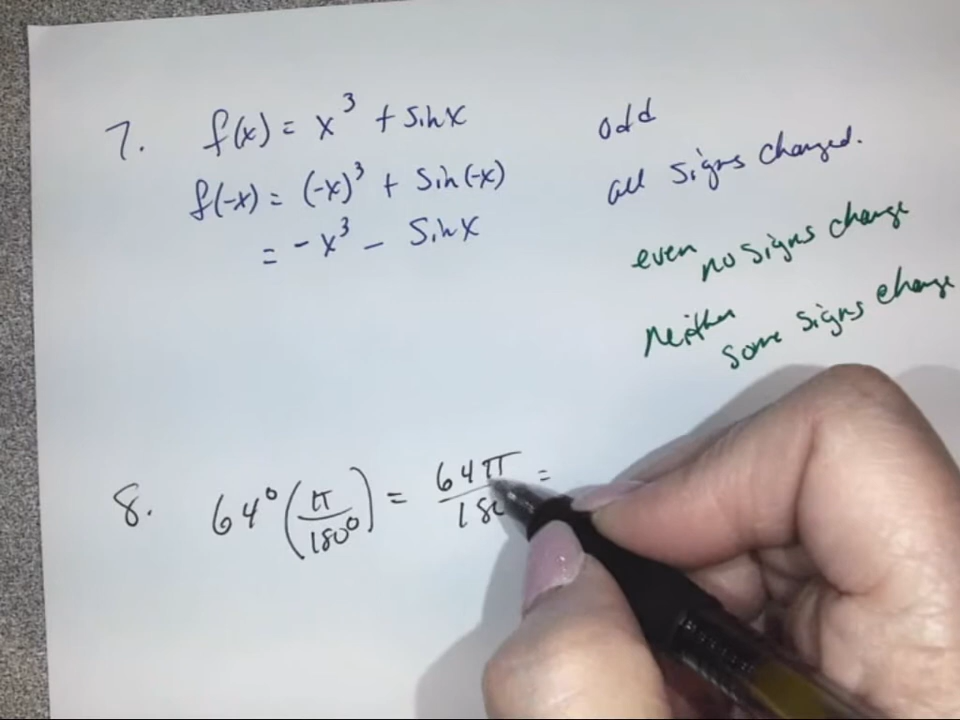 7. f(x) = x³ + sin x
f(-x) = (-x)³ + sin(-x)
= -x³ - sin x
odd
all signs changed.
even
no signs change
Neither
some signs change
8. 64° (π/180°) = 64π/180 =